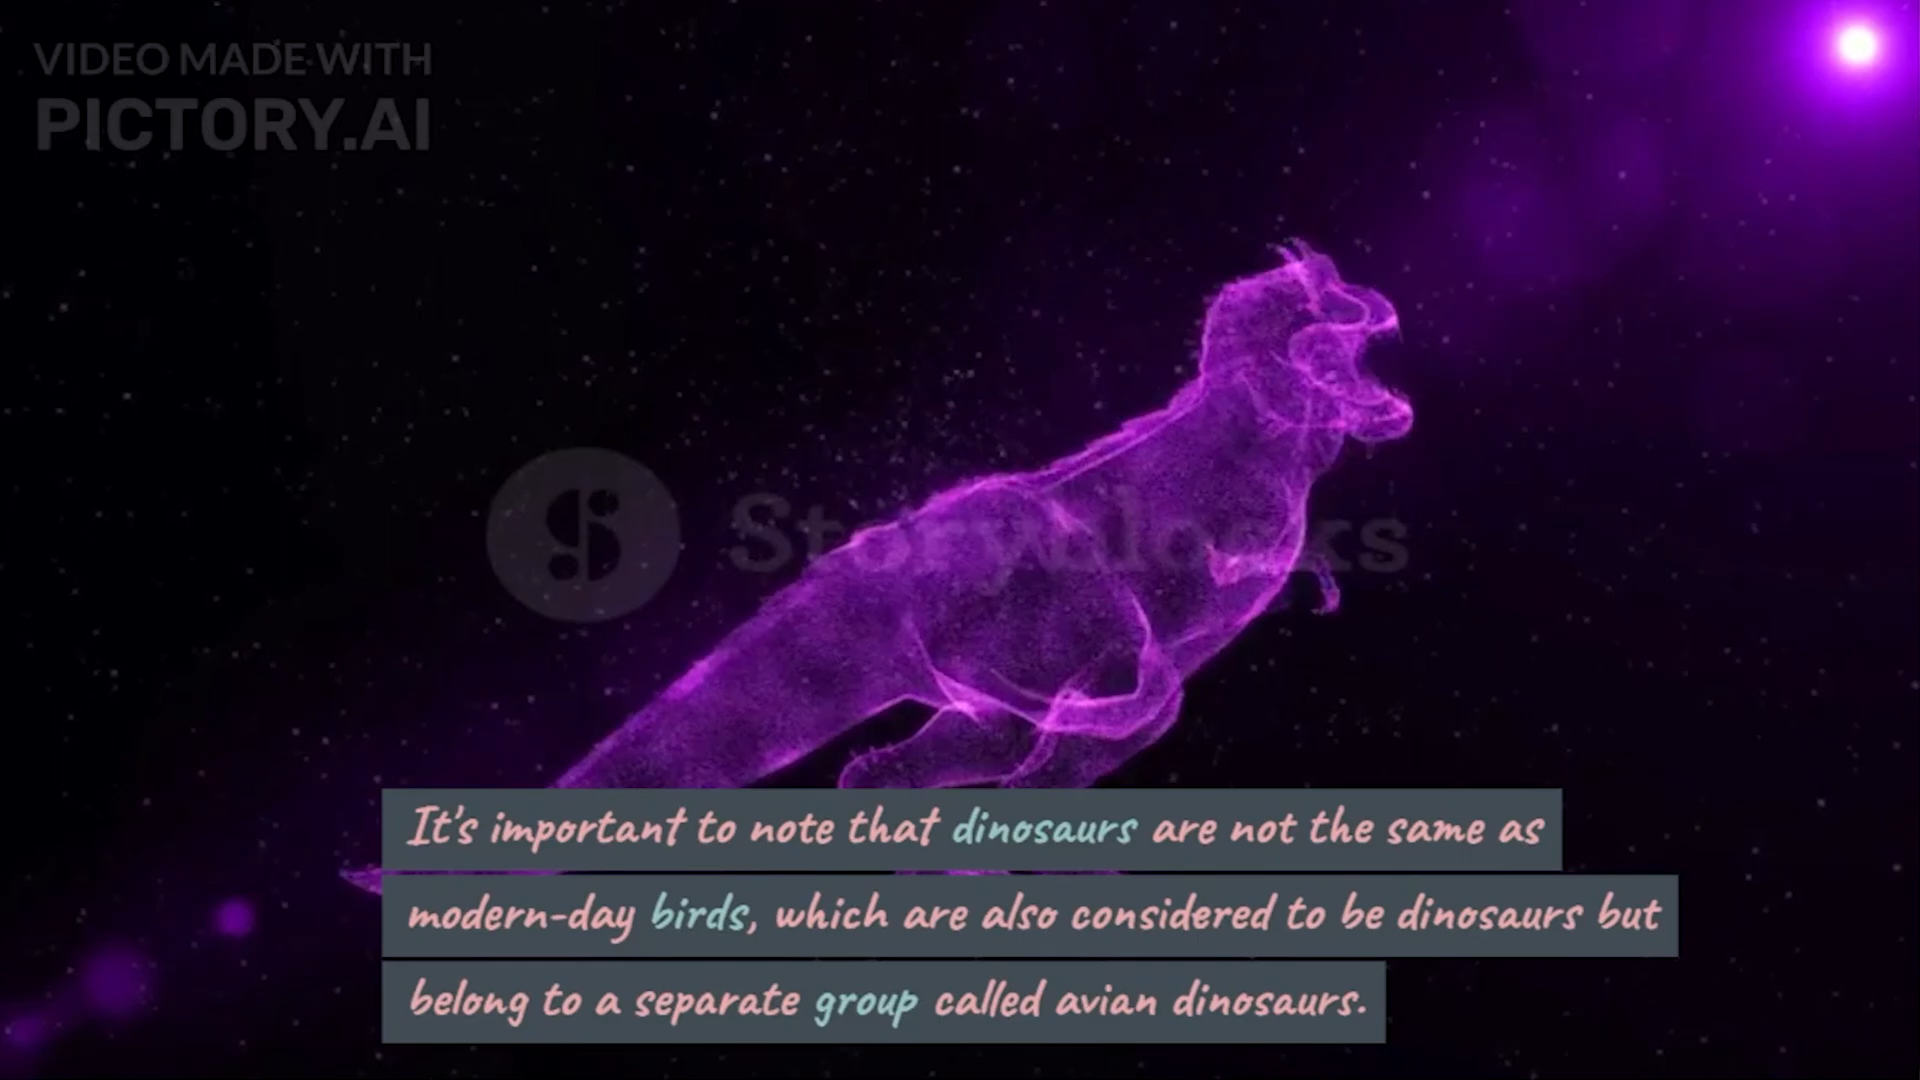 VIDEO MADE WITH
PICTORY.AI
Storyblocks
It's important to note that dinosaurs are not the same as
modern-day birds, which are also considered to be dinosaurs but
belong to a separate group called avian dinosaurs.